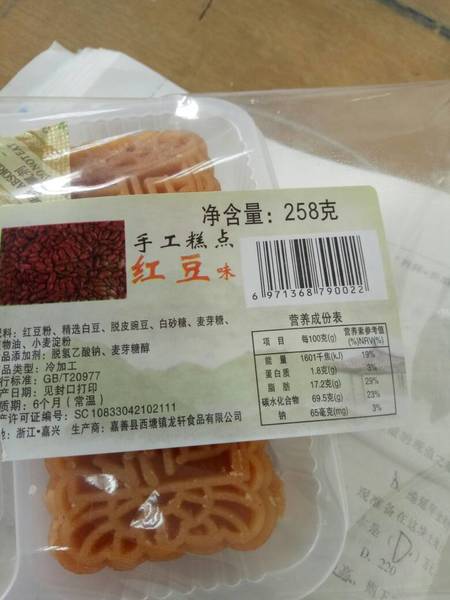 净含量：258克
手工糕点
红豆味
6 971368 790022
料：红豆粉、精选白豆、脱皮豌豆、白砂糖、麦芽糖、
物油、小麦淀粉
品添加剂：脱氢乙酸钠、麦芽糖醇
品类型：冷加工
行标准：GB/T20977
产日期：见封口打印
质期：6个月（常温）
产许可证编号：SC10833042102111
地：浙江·嘉兴 生产商：嘉善县西塘镇龙轩食品有限公司
营养成份表
项目 每100克(g) 营养素参考值(%)NRV(%)
能量 1601千焦(kJ) 19%
蛋白质 1.8克(g) 3%
脂肪 17.2克(g) 29%
碳水化合物 69.5克(g) 23%
钠 65毫克(mg) 3%
D. 220